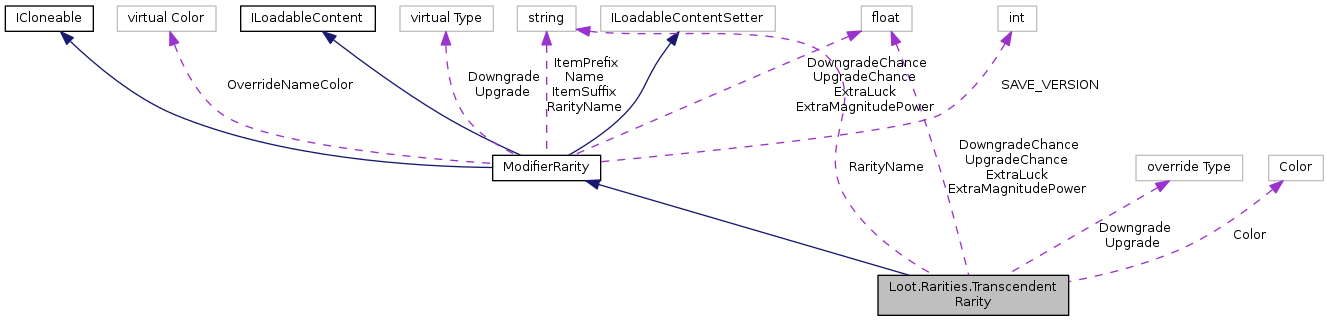 ICloneable
virtual Color
ILoadableContent
virtual Type
string
ILoadableContentSetter
float
int
OverrideNameColor
Downgrade
Upgrade
ItemPrefix
Name
ItemSuffix
RarityName
DowngradeChance
UpgradeChance
ExtraLuck
ExtraMagnitudePower
SAVE_VERSION
ModifierRarity
RarityName
DowngradeChance
UpgradeChance
ExtraLuck
ExtraMagnitudePower
override Type
Color
Downgrade
Upgrade
Color
Loot.Rarities.Transcendent
Rarity